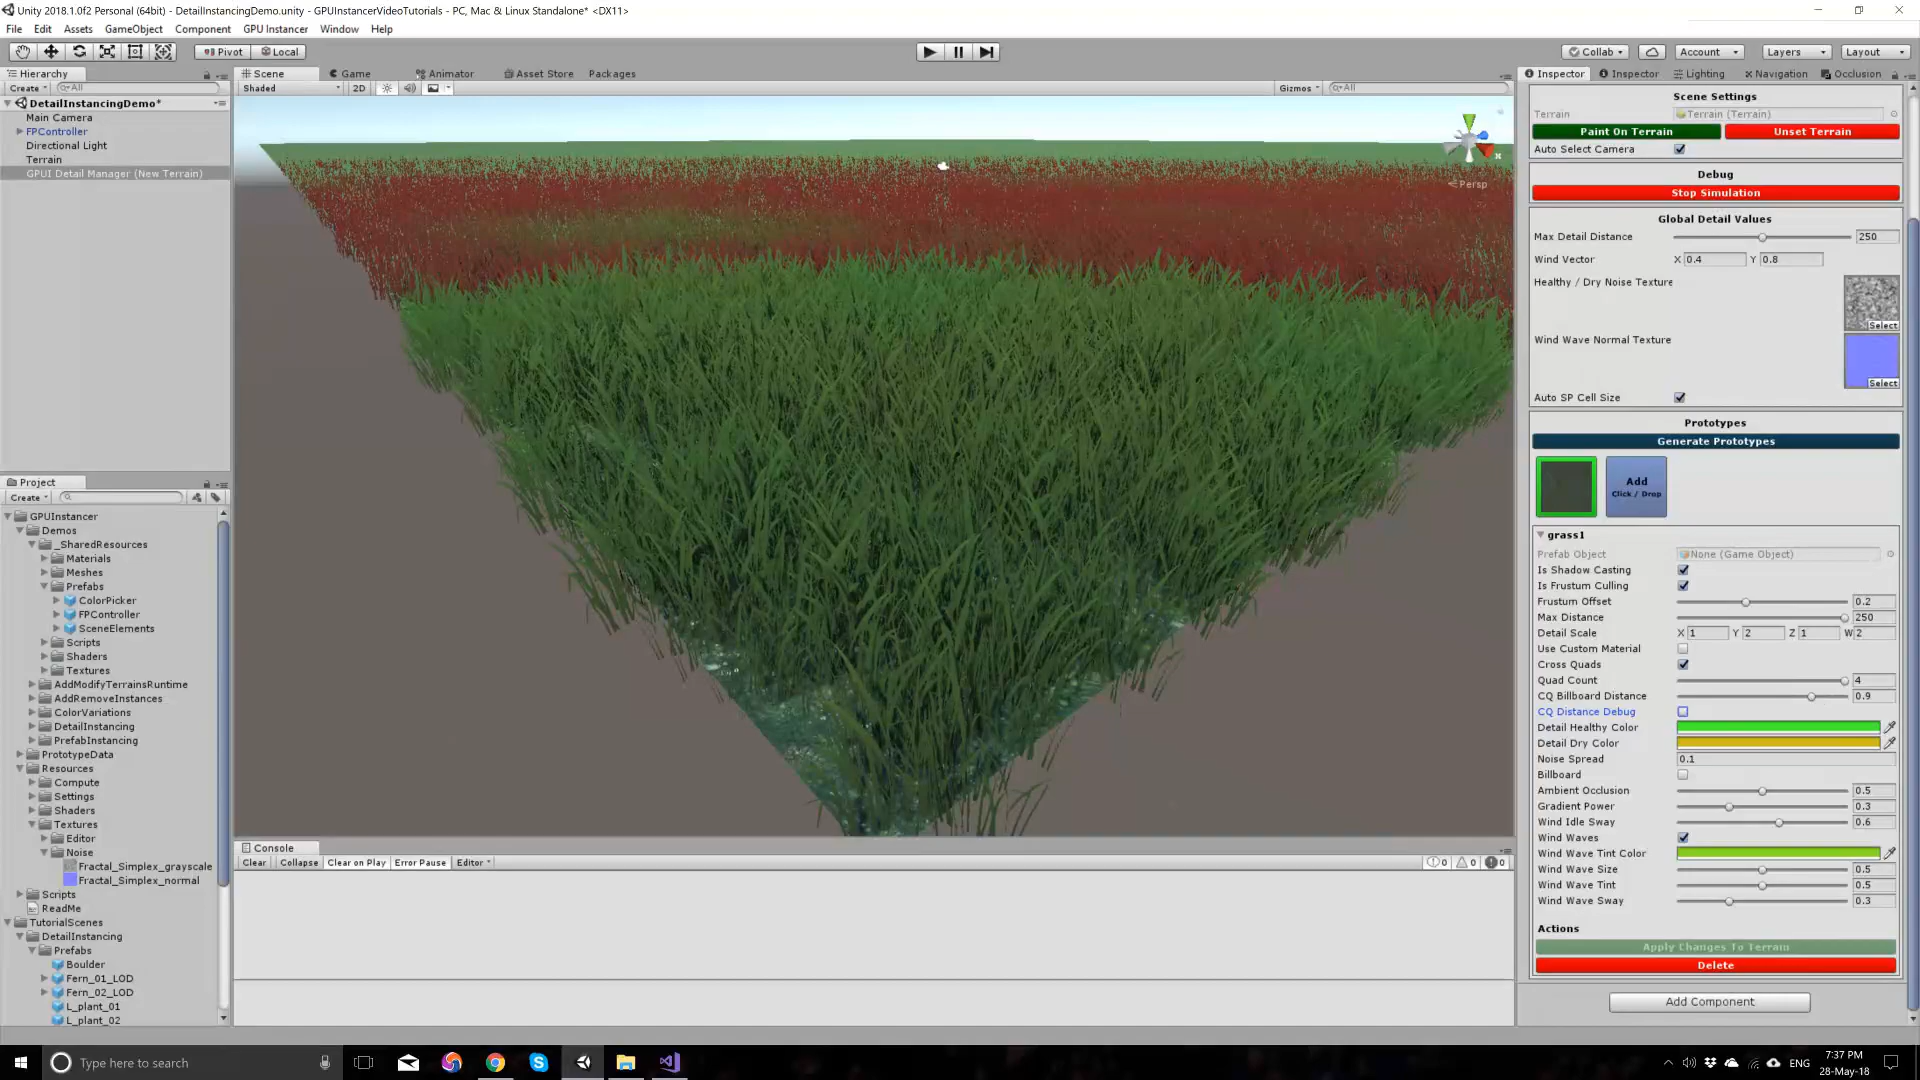 Unity 2018.1.0f2 Personal (64bit) - DetailInstancingDemo.unity - GPUInstancerVideoTutorials - PC, Mac & Linux Standalone* <DX11>
File Edit Assets GameObject Component GPU Instancer Window Help
Pivot Local Collab Account Layers Layout
Hierarchy
Create All
DetailInstancingDemo*
Main Camera
FPController
Directional Light
Terrain
GPUI Detail Manager (New Terrain)
Scene Game Animator Asset Store Packages
Shaded 2D Gizmos All
Persp
Project
Create
GPUInstancer
Demos
_SharedResources
Materials
Meshes
Prefabs
ColorPicker
FPController
SceneElements
Scripts
Shaders
Textures
AddModifyTerrainsRuntime
AddRemoveInstances
ColorVariations
DetailInstancing
PrefabInstancing
PrototypeData
Resources
Compute
Settings
Shaders
Textures
Editor
Noise
Fractal_Simplex_grayscale
Fractal_Simplex_normal
Scripts
ReadMe
TutorialScenes
DetailInstancing
Prefabs
Boulder
Fern_01_LOD
Fern_02_LOD
L_plant_01
L_plant_02
Console
Clear Collapse Clear on Play Error Pause Editor 0 0 0
Inspector Inspector Lighting Navigation Occlusion
Scene Settings
Terrain Terrain (Terrain)
Paint On Terrain Unset Terrain
Auto Select Camera
Debug
Stop Simulation
Global Detail Values
Max Detail Distance 250
Wind Vector X 0.4 Y 0.8
Healthy / Dry Noise Texture
Select
Wind Wave Normal Texture
Select
Auto SP Cell Size
Prototypes
Generate Prototypes
Add
Click / Drop
grass1
Prefab Object None (Game Object)
Is Shadow Casting
Is Frustum Culling
Frustum Offset 0.2
Max Distance 250
Detail Scale X 1 Y 2 Z 1 W 2
Use Custom Material
Cross Quads
Quad Count 4
CQ Billboard Distance 0.9
CQ Distance Debug
Detail Healthy Color
Detail Dry Color
Noise Spread 0.1
Billboard
Ambient Occlusion 0.5
Gradient Power 0.3
Wind Idle Sway 0.6
Wind Waves
Wind Wave Tint Color
Wind Wave Size 0.5
Wind Wave Tint 0.5
Wind Wave Sway 0.3
Actions
Apply Changes To Terrain
Delete
Add Component
Type here to search
ENG
7:37 PM
28-May-18